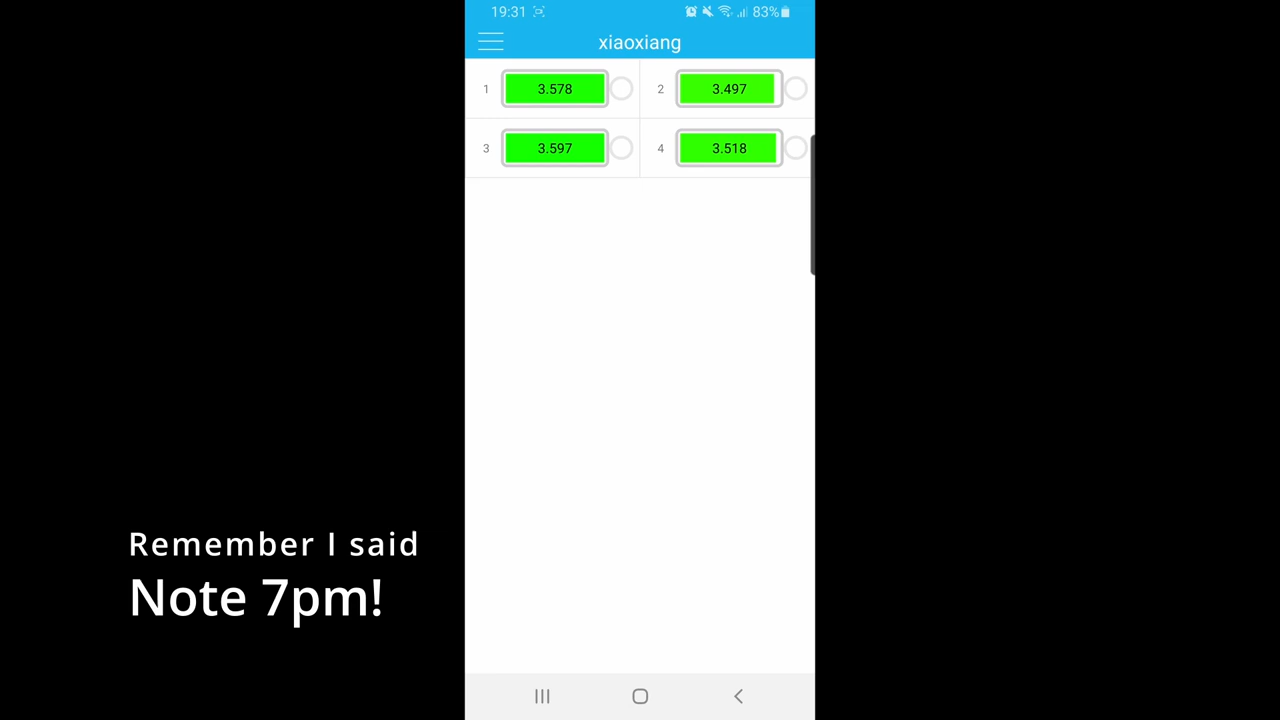 19:31 83%
xiaoxiang
1 3.578 2 3.497
3 3.597 4 3.518
Remember I said
Note 7pm!